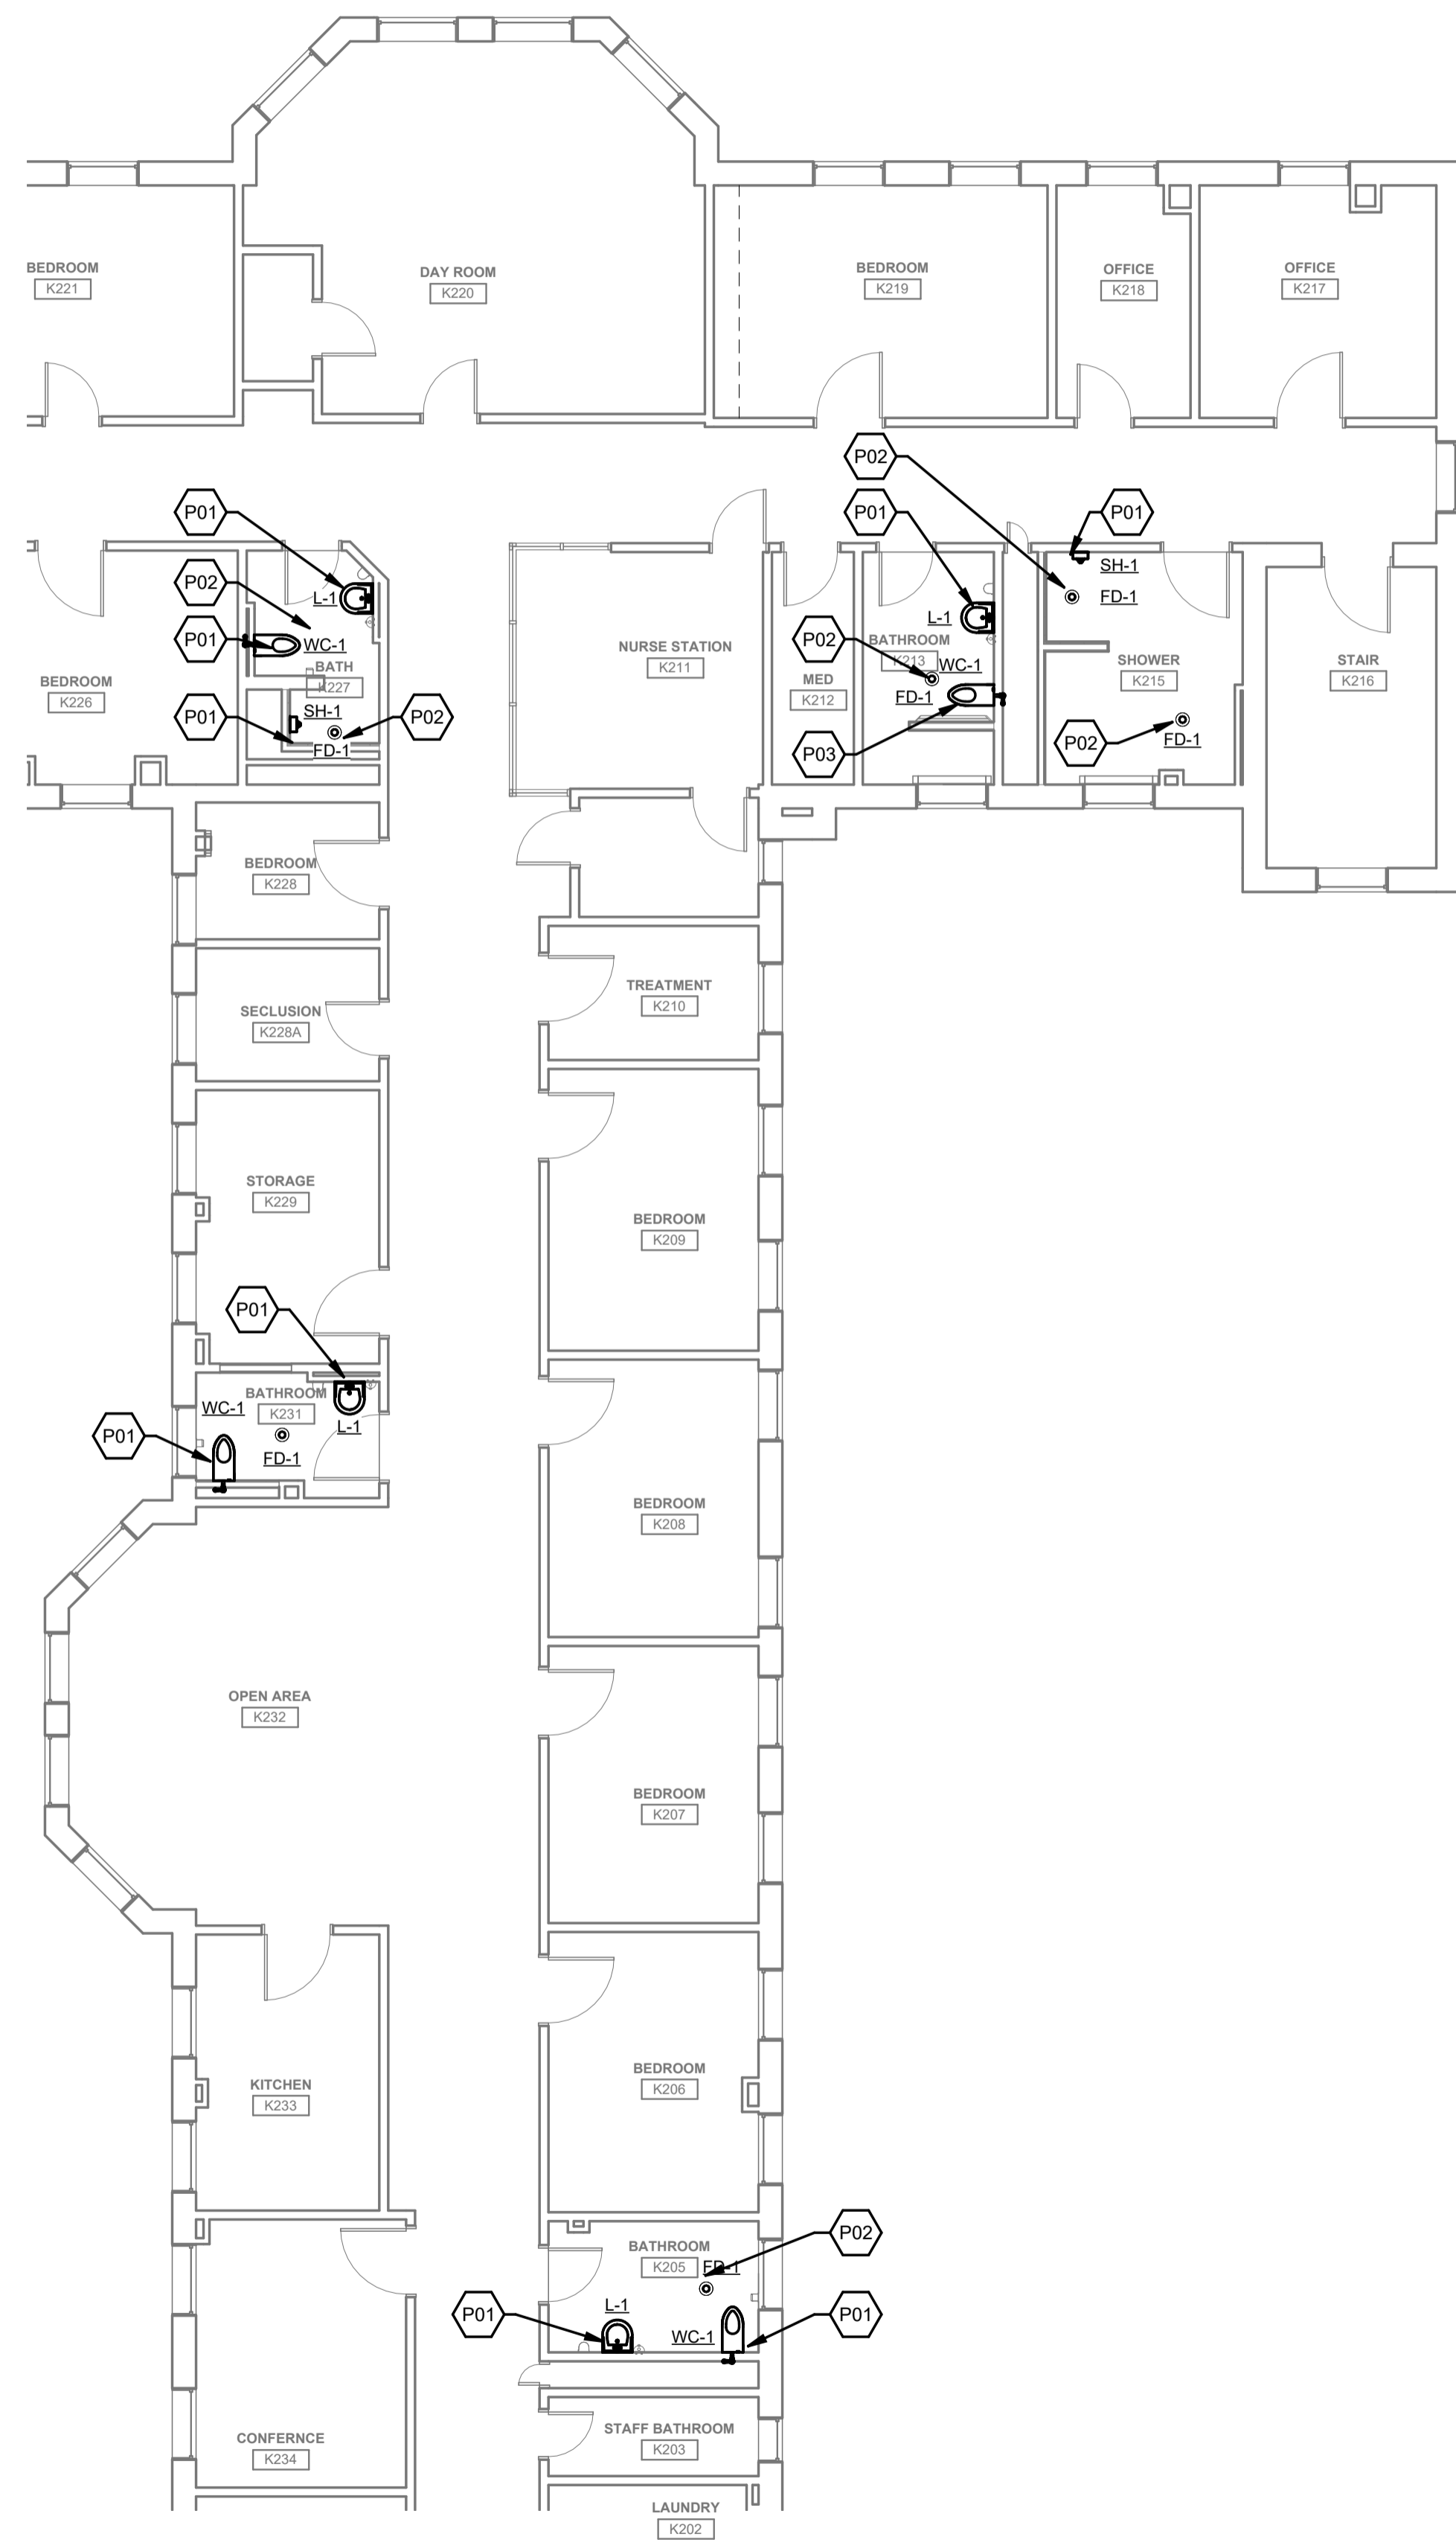 BEDROOM
K221
DAY ROOM
K220
BEDROOM
K219
OFFICE
K218
OFFICE
K217
P02
P01
P01
P01
SH-1
FD-1
P02
L-1
P01
WC-1
BATH
K227
BEDROOM
K226
P01
SH-1
P02
FD-1
NURSE STATION
K211
MED
K212
L-1
P02
BATHROOM
K213
WC-1
FD-1
P03
SHOWER
K215
P02
FD-1
STAIR
K216
BEDROOM
K228
TREATMENT
K210
SECLUSION
K228A
STORAGE
K229
BEDROOM
K209
P01
BATHROOM
K231
WC-1
L-1
P01
FD-1
BEDROOM
K208
OPEN AREA
K232
BEDROOM
K207
KITCHEN
K233
BEDROOM
K206
P02
BATHROOM
K205
FD-1
L-1
P01
P01
WC-1
STAFF BATHROOM
K203
CONFERNCE
K234
LAUNDRY
K202